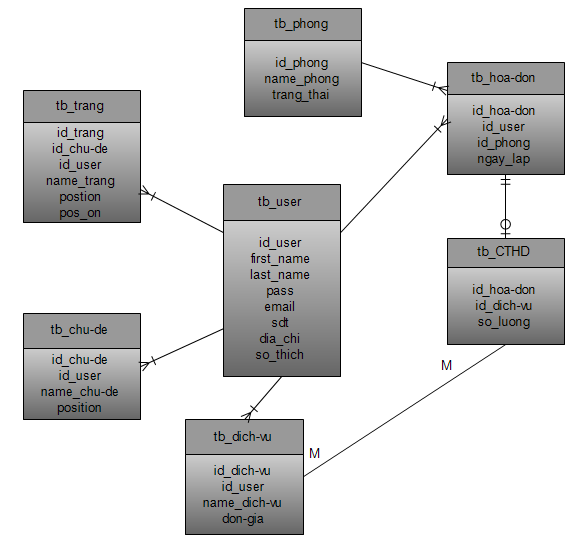 tb_phong
id_phong
name_phong
trang_thai
tb_hoa-don
id_hoa-don
id_user
id_phong
ngay_lap
tb_trang
id_trang
id_chu-de
id_user
name_trang
postion
pos_on
tb_user
id_user
first_name
last_name
pass
email
sdt
dia_chi
so_thich
tb_CTHD
id_hoa-don
id_dich-vu
so_luong
tb_chu-de
id_chu-de
id_user
name_chu-de
position
M
tb_dich-vu
id_dich-vu
id_user
name_dich-vu
don-gia
M